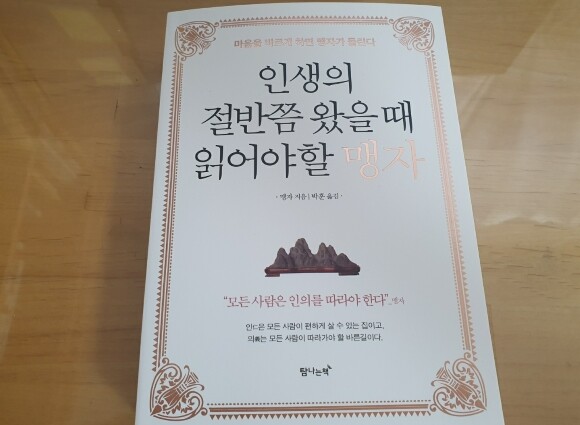 마음을 바르게 하면 맹자가 들린다
인생의
절반쯤 왔을 때
읽어야할 맹자
· 맹자 지음 | 박훈 옮김 ·
“모든 사람은 인의를 따라야 한다”_맹자
인仁은 모든 사람이 편하게 살 수 있는 집이고,
의義는 모든 사람이 따라가야 할 바른길이다.
탐나는책